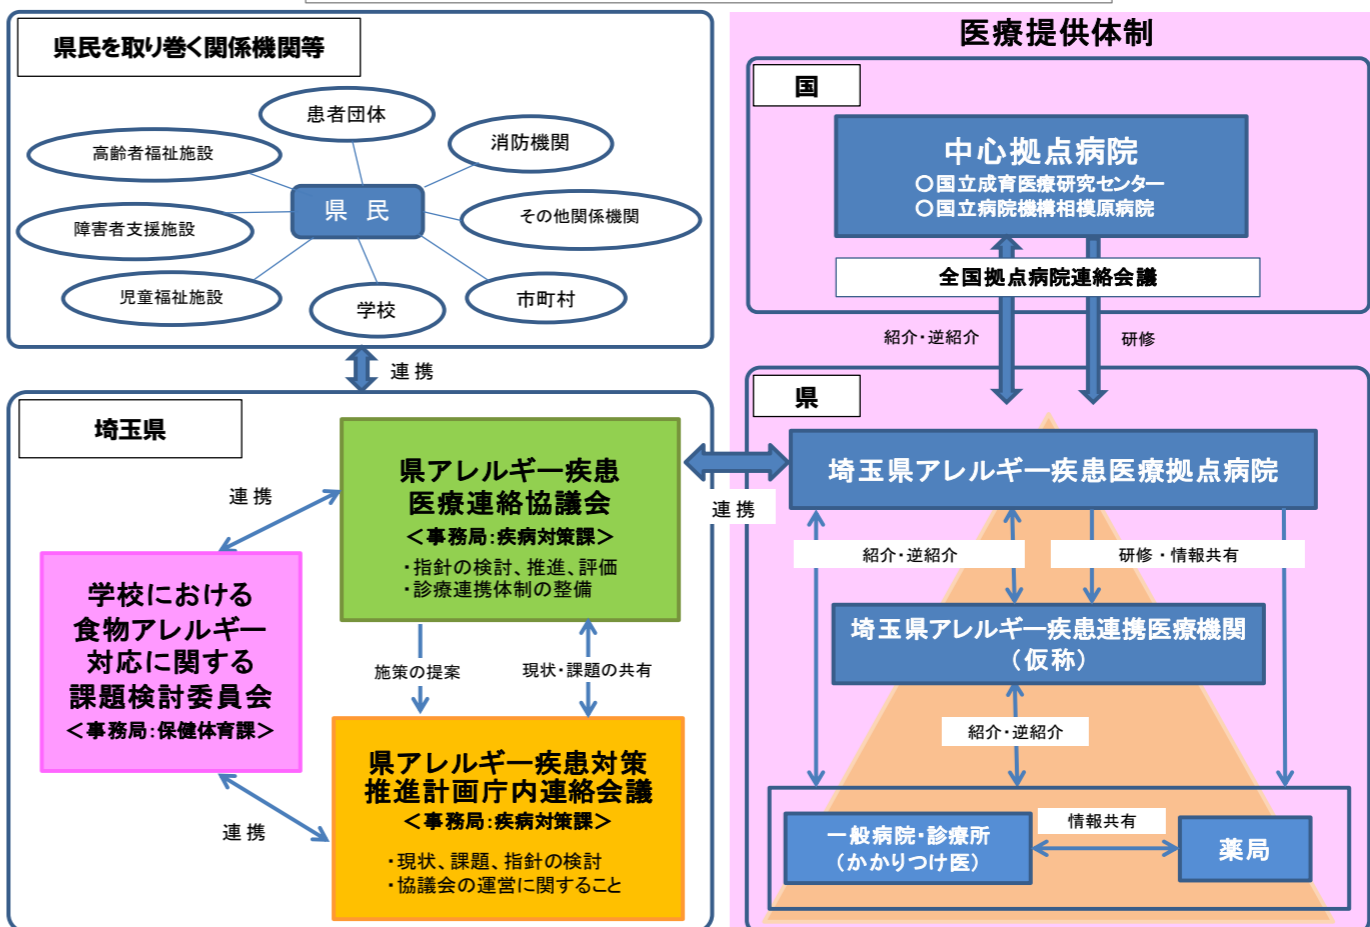 県民を取り巻く関係機関等
患者団体
消防機関
高齢者福祉施設
県 民
その他関係機関
障害者支援施設
児童福祉施設
学校
市町村
連 携
医療提供体制
国
中心拠点病院
○国立成育医療研究センター
○国立病院機構相模原病院
全国拠点病院連絡会議
紹介・逆紹介
研修
埼玉県
県アレルギー疾患
医療連絡協議会
＜事務局：疾病対策課＞
・指針の検討、推進、評価
・診療連携体制の整備
連 携
連 携
学校における
食物アレルギー
対応に関する
課題検討委員会
＜事務局：保健体育課＞
施策の提案
現状・課題の共有
連 携
県アレルギー疾患対策
推進計画庁内連絡会議
＜事務局：疾病対策課＞
・現状、課題、指針の検討
・協議会の運営に関すること
県
埼玉県アレルギー疾患医療拠点病院
紹介・逆紹介
研修・情報共有
埼玉県アレルギー疾患連携医療機関
（仮称）
紹介・逆紹介
一般病院・診療所
（かかりつけ医）
情報共有
薬局